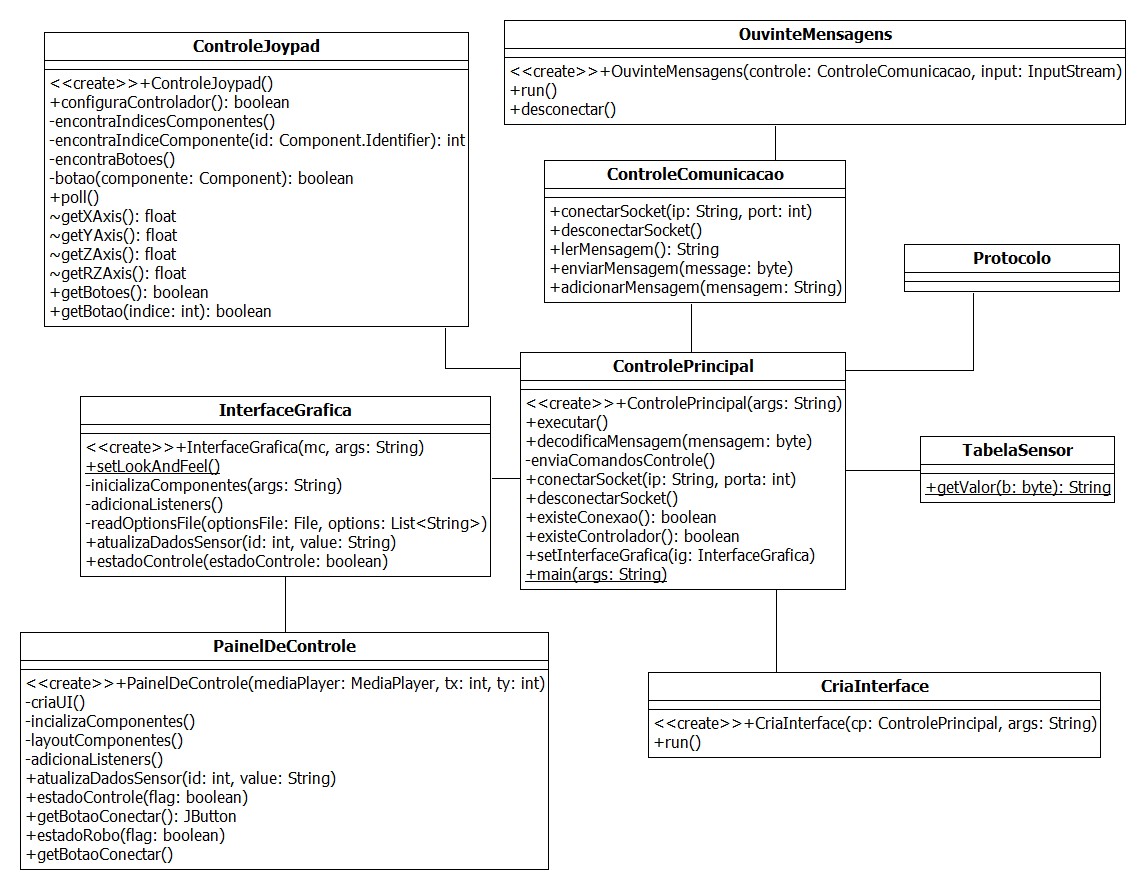 ControleJoypad
<<create>>+ControleJoypad()
+configuraControlador(): boolean
-encontraIndicesComponentes()
-encontraIndiceComponente(id: Component.Identifier): int
-encontraBotoes()
-botao(componente: Component): boolean
+poll()
~getXAxis(): float
~getYAxis(): float
~getZAxis(): float
~getRZAxis(): float
+getBotoes(): boolean
+getBotao(indice: int): boolean
OuvinteMensagens
<<create>>+OuvinteMensagens(controle: ControleComunicacao, input: InputStream)
+run()
+desconectar()
ControleComunicacao
+conectarSocket(ip: String, port: int)
+desconectarSocket()
+lerMensagem(): String
+enviarMensagem(message: byte)
+adicionarMensagem(mensagem: String)
Protocolo
ControlePrincipal
<<create>>+ControlePrincipal(args: String)
+executar()
+decodificaMensagem(mensagem: byte)
-enviaComandosControle()
+conectarSocket(ip: String, porta: int)
+desconectarSocket()
+existeConexao(): boolean
+existeControlador(): boolean
+setInterfaceGrafica(ig: InterfaceGrafica)
+main(args: String)
InterfaceGrafica
<<create>>+InterfaceGrafica(mc, args: String)
+setLookAndFeel()
-inicializaComponentes(args: String)
-adicionaListeners()
-readOptionsFile(optionsFile: File, options: List<String>)
+atualizaDadosSensor(id: int, value: String)
+estadoControle(estadoControle: boolean)
TabelaSensor
+getValor(b: byte): String
PainelDeControle
<<create>>+PainelDeControle(mediaPlayer: MediaPlayer, tx: int, ty: int)
-criaUI()
-incializaComponentes()
-layoutComponentes()
-adicionaListeners()
+atualizaDadosSensor(id: int, value: String)
+estadoControle(flag: boolean)
+getBotaoConectar(): JButton
+estadoRobo(flag: boolean)
+getBotaoConectar()
CriaInterface
<<create>>+CriaInterface(cp: ControlePrincipal, args: String)
+run()